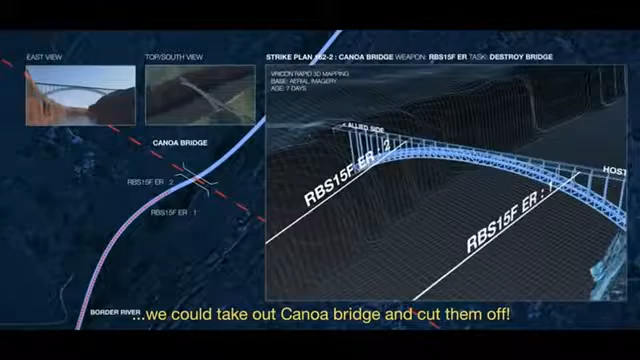 EAST VIEW
TOP/SOUTH VIEW
STRIKE PLAN 162-2 : CANOA BRIDGE WEAPON: RBS15F ER TASK: DESTROY BRIDGE
VRICON RAPID 3D MAPPING
BASE: AERIAL IMAGERY
AGE: 7 DAYS
< ALLIED SIDE
CANOA BRIDGE
RBS15F ER : 2
RBS15F ER : 2
HOST
RBS15F ER : 1
RBS15F ER : 1
BORDER RIVER
...we could take out Canoa bridge and cut them off!